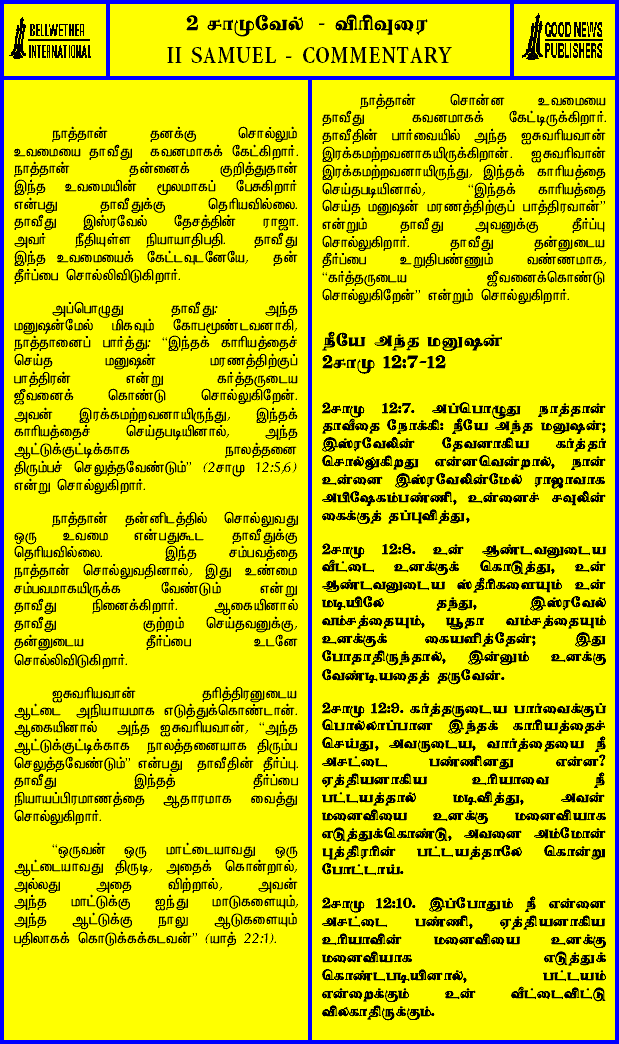 BELLWETHER
INTERNATIONAL
2 சாமுவேல் - விரிவுரை
II SAMUEL - COMMENTARY
GOOD NEWS
PUBLISHERS
நாத்தான் தனக்கு சொல்லும்
உவமையை தாவீது கவனமாகக் கேட்கிறார்.
நாத்தான் தன்னைக் குறித்துதான்
இந்த உவமையின் மூலமாகப் பேசுகிறார்
என்பது தாவீதுக்கு தெரியவில்லை.
தாவீது இஸ்ரவேல் தேசத்தின் ராஜா.
அவர் நீதியுள்ள நியாயாதிபதி. தாவீது
இந்த உவமையைக் கேட்டவுடனேயே, தன்
தீர்ப்பை சொல்லிவிடுகிறார்.
அப்பொழுது தாவீது: அந்த
மனுஷன்மேல் மிகவும் கோபமூண்டவனாகி,
நாத்தானைப் பார்த்து: “இந்தக் காரியத்தைச்
செய்த மனுஷன் மரணத்திற்குப்
பாத்திரன் என்று கர்த்தருடைய
ஜீவனைக் கொண்டு சொல்லுகிறேன்.
அவன் இரக்கமற்றவனாயிருந்து, இந்தக்
காரியத்தைச் செய்தபடியினால், அந்த
ஆட்டுக்குட்டிக்காக நாலத்தனை
திரும்பச் செலுத்தவேண்டும்” (2சாமு 12:5,6)
என்று சொல்லுகிறார்.
நாத்தான் தன்னிடத்தில் சொல்லுவது
ஒரு உவமை என்பதுகூட தாவீதுக்கு
தெரியவில்லை. இந்த சம்பவத்தை
நாத்தான் சொல்லுவதினால், இது உண்மை
சம்பவமாகயிருக்க வேண்டும் என்று
தாவீது நினைக்கிறார். ஆகையினால்
தாவீது குற்றம் செய்தவனுக்கு,
தன்னுடைய தீர்ப்பை உடனே
சொல்லிவிடுகிறார்.
ஐசுவரியவான் தரித்திரனுடைய
ஆட்டை அநியாயமாக எடுத்துக்கொண்டான்.
ஆகையினால் அந்த ஐசுவரியவான், “அந்த
ஆட்டுக்குட்டிக்காக நாலத்தனையாக திரும்ப
செலுத்தவேண்டும்” என்பது தாவீதின் தீர்ப்பு.
தாவீது இந்தத் தீர்ப்பை
நியாயப்பிரமாணத்தை ஆதாரமாக வைத்து
சொல்லுகிறார்.
“ஒருவன் ஒரு மாட்டையாவது ஒரு
ஆட்டையாவது திருடி, அதைக் கொன்றால்,
அல்லது அதை விற்றால், அவன்
அந்த மாட்டுக்கு ஐந்து மாடுகளையும்,
அந்த ஆட்டுக்கு நாலு ஆடுகளையும்
பதிலாகக் கொடுக்கக்கடவன்” (யாத் 22:1).
நாத்தான் சொன்ன உவமையை
தாவீது கவனமாகக் கேட்டிருக்கிறார்.
தாவீதின் பார்வையில் அந்த ஐசுவரியவான்
இரக்கமற்றவனாகயிருக்கிறான். ஐசுவரிவான்
இரக்கமற்றவனாயிருந்து, இந்தக் காரியத்தை
செய்தபடியினால், “இந்தக் காரியத்தை
செய்த மனுஷன் மரணத்திற்குப் பாத்திரவான்”
என்றும் தாவீது அவனுக்கு தீர்ப்பு
சொல்லுகிறார். தாவீது தன்னுடைய
தீர்ப்பை உறுதிபண்ணும் வண்ணமாக,
“கர்த்தருடைய ஜீவனைக்கொண்டு
சொல்லுகிறேன்” என்றும் சொல்லுகிறார்.
நீயே அந்த மனுஷன்
2சாமு 12:7-12
2சாமு 12:7. அப்பொழுது நாத்தான்
தாவீதை நோக்கி: நீயே அந்த மனுஷன்;
இஸ்ரவேலின் தேவனாகிய கர்த்தர்
சொல்லுகிறது என்னவென்றால், நான்
உன்னை இஸ்ரவேலின்மேல் ராஜாவாக
அபிஷேகம்பண்ணி, உன்னைச் சவுலின்
கைக்குத் தப்புவித்து,
2சாமு 12:8. உன் ஆண்டவனுடைய
வீட்டை உனக்குக் கொடுத்து, உன்
ஆண்டவனுடைய ஸ்திரீகளையும் உன்
மடியிலே தந்து, இஸ்ரவேல்
வம்சத்தையும், யூதா வம்சத்தையும்
உனக்குக் கையளித்தேன்; இது
போதாதிருந்தால், இன்னும் உனக்கு
வேண்டியதைத் தருவேன்.
2சாமு 12:9. கர்த்தருடைய பார்வைக்குப்
பொல்லாப்பான இந்தக் காரியத்தைச்
செய்து, அவருடைய, வார்த்தையை நீ
அசட்டை பண்ணினது என்ன?
ஏத்தியனாகிய உரியாவை நீ
பட்டயத்தால் மடிவித்து, அவன்
மனைவியை உனக்கு மனைவியாக
எடுத்துக்கொண்டு, அவனை அம்மோன்
புத்திரரின் பட்டயத்தாலே கொன்று
போட்டாய்.
2சாமு 12:10. இப்போதும் நீ என்னை
அசட்டை பண்ணி, ஏத்தியனாகிய
உரியாவின் மனைவியை உனக்கு
மனைவியாக எடுத்துக்
கொண்டபடியினால், பட்டயம்
என்றைக்கும் உன் வீட்டைவிட்டு
விலகாதிருக்கும்.